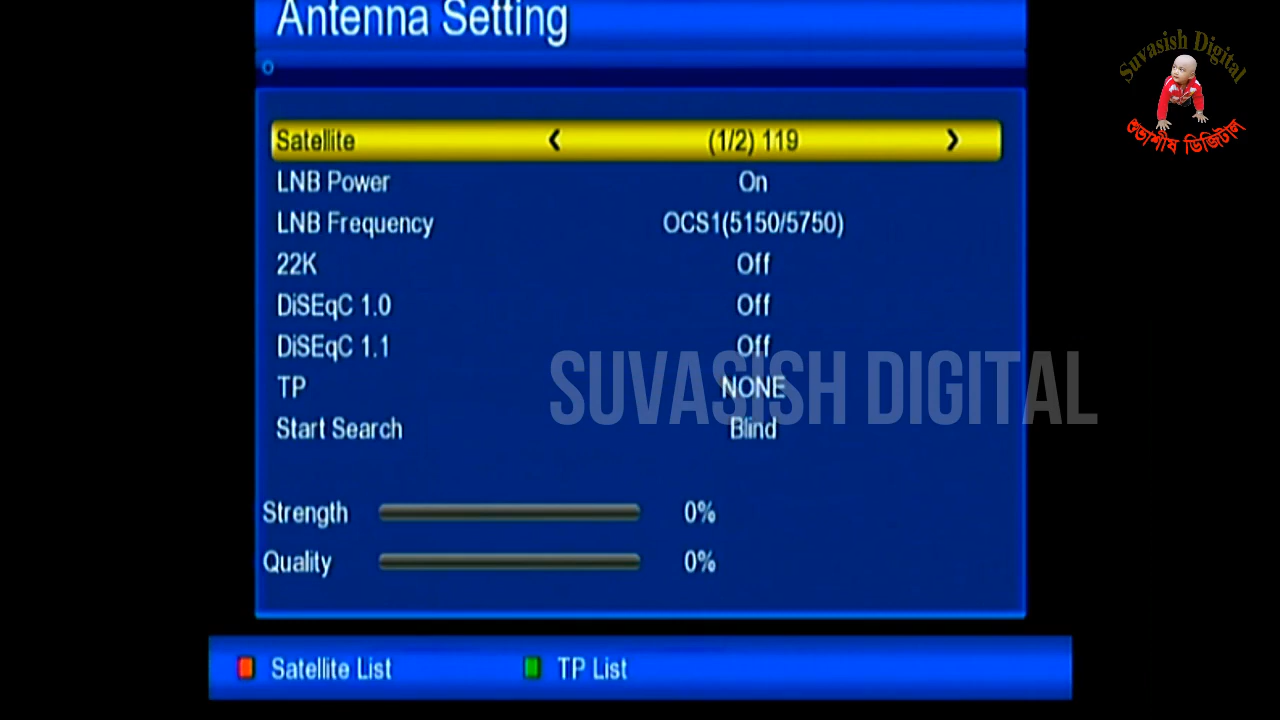 Antenna Setting
Suvasish Digital
শুভাশীষ ডিজিটাল
Satellite (1/2) 119
LNB Power On
LNB Frequency OCS1(5150/5750)
22K Off
DiSEqC 1.0 Off
DiSEqC 1.1 Off
TP NONE
SUVASISH DIGITAL
Start Search Blind
Strength 0%
Quality 0%
Satellite List TP List